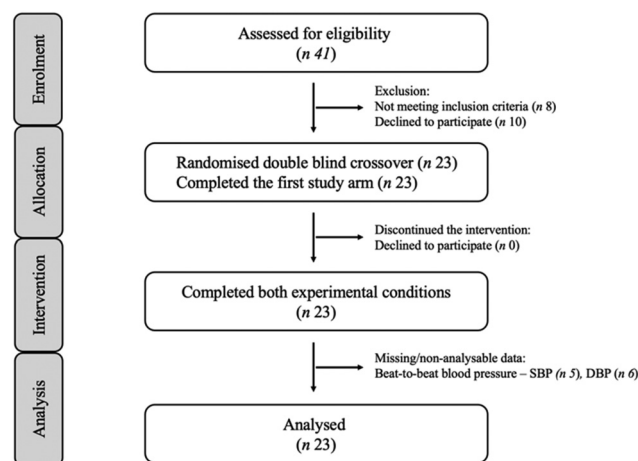 Enrolment
Assessed for eligibility
(n 41)
Exclusion:
Not meeting inclusion criteria (n 8)
Declined to participate (n 10)
Allocation
Randomised double blind crossover (n 23)
Completed the first study arm (n 23)
Discontinued the intervention:
Declined to participate (n 0)
Intervention
Completed both experimental conditions
(n 23)
Missing/non-analysable data:
Beat-to-beat blood pressure – SBP (n 5), DBP (n 6)
Analysis
Analysed
(n 23)